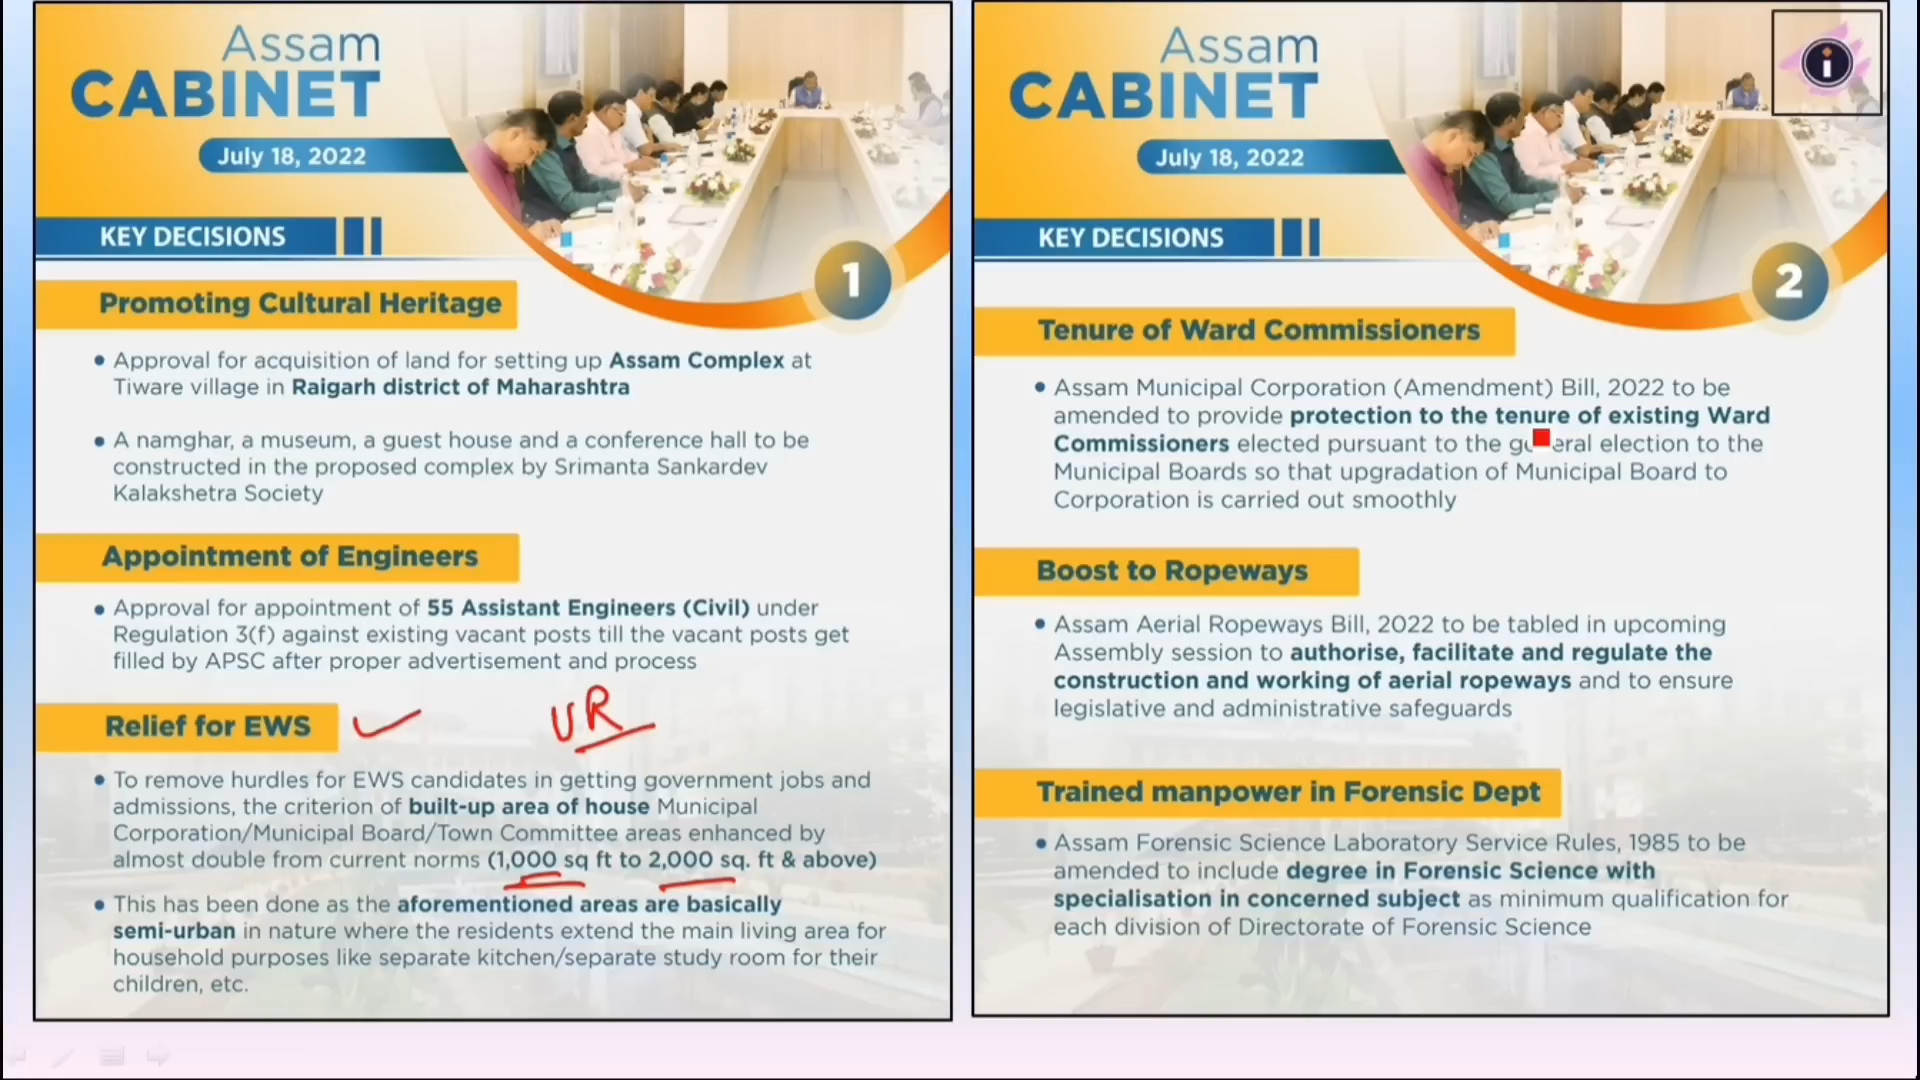 Assam
CABINET
July 18, 2022
KEY DECISIONS
1
Promoting Cultural Heritage
• Approval for acquisition of land for setting up Assam Complex at
Tiware village in Raigarh district of Maharashtra
• A namghar, a museum, a guest house and a conference hall to be
constructed in the proposed complex by Srimanta Sankardev
Kalakshetra Society
Appointment of Engineers
• Approval for appointment of 55 Assistant Engineers (Civil) under
Regulation 3(f) against existing vacant posts till the vacant posts get
filled by APSC after proper advertisement and process
UR
Relief for EWS
• To remove hurdles for EWS candidates in getting government jobs and
admissions, the criterion of built-up area of house Municipal
Corporation/Municipal Board/Town Committee areas enhanced by
almost double from current norms (1,000 sq ft to 2,000 sq. ft & above)
• This has been done as the aforementioned areas are basically
semi-urban in nature where the residents extend the main living area for
household purposes like separate kitchen/separate study room for their
children, etc.
Assam
CABINET
July 18, 2022
i
KEY DECISIONS
2
Tenure of Ward Commissioners
• Assam Municipal Corporation (Amendment) Bill, 2022 to be
amended to provide protection to the tenure of existing Ward
Commissioners elected pursuant to the general election to the
Municipal Boards so that upgradation of Municipal Board to
Corporation is carried out smoothly
Boost to Ropeways
• Assam Aerial Ropeways Bill, 2022 to be tabled in upcoming
Assembly session to authorise, facilitate and regulate the
construction and working of aerial ropeways and to ensure
legislative and administrative safeguards
Trained manpower in Forensic Dept
• Assam Forensic Science Laboratory Service Rules, 1985 to be
amended to include degree in Forensic Science with
specialisation in concerned subject as minimum qualification for
each division of Directorate of Forensic Science